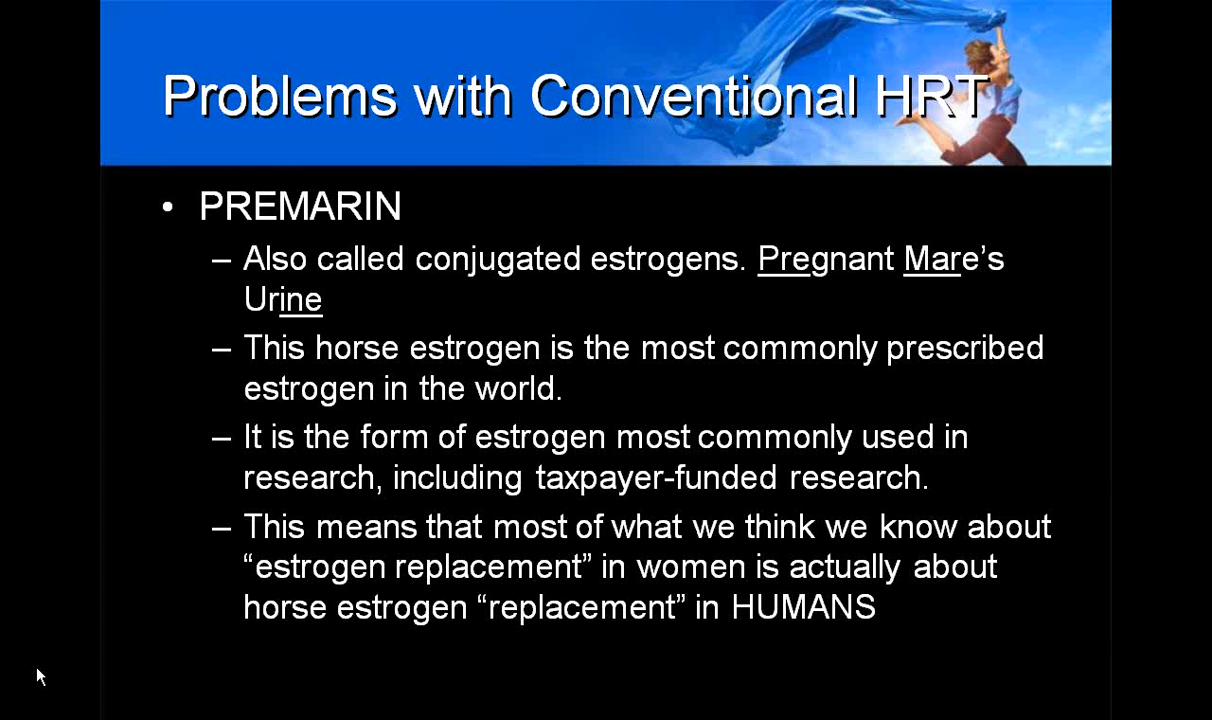 Problems with Conventional HRT
• PREMARIN
– Also called conjugated estrogens. Pregnant Mare’s
Urine
– This horse estrogen is the most commonly prescribed
estrogen in the world.
– It is the form of estrogen most commonly used in
research, including taxpayer-funded research.
– This means that most of what we think we know about
“estrogen replacement” in women is actually about
horse estrogen “replacement” in HUMANS